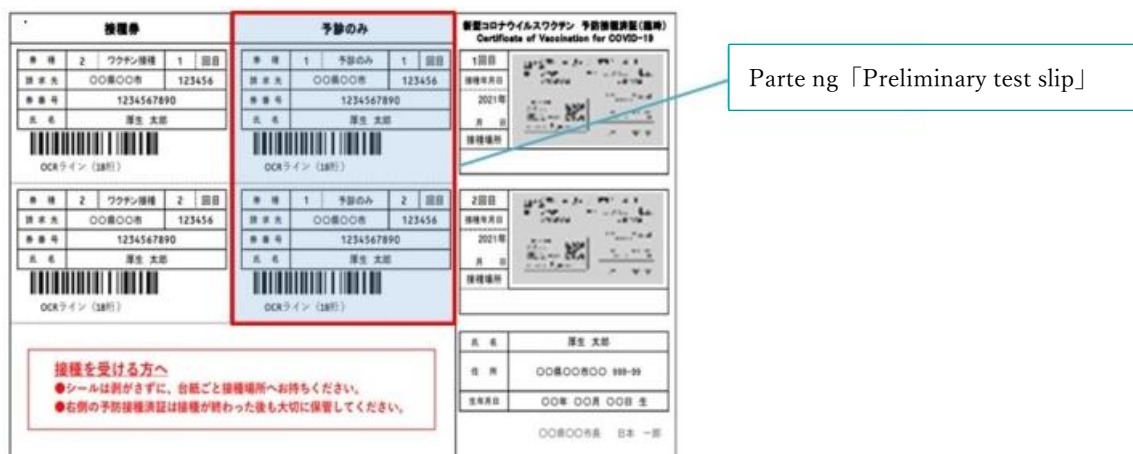 接種券
予診のみ
新型コロナウイルスワクチン 予防接種済証(臨時)
Certificate of Vaccination for COVID-19
券種 2 ワクチン接種 1 回目
請求先 〇〇県〇〇市 123456
券番号 1234567890
氏名 厚生 太郎
OCRライン（18桁）
券種 1 予診のみ 1 回目
請求先 〇〇県〇〇市 123456
券番号 1234567890
氏名 厚生 太郎
OCRライン（18桁）
1回目
接種年月日
2021年
月 日
接種場所
Parte ng「Preliminary test slip」
券種 2 ワクチン接種 2 回目
請求先 〇〇県〇〇市 123456
券番号 1234567890
氏名 厚生 太郎
OCRライン（18桁）
券種 1 予診のみ 2 回目
請求先 〇〇県〇〇市 123456
券番号 1234567890
氏名 厚生 太郎
OCRライン（18桁）
2回目
接種年月日
2021年
月 日
接種場所
接種を受ける方へ
●シールは剥がさずに、台紙ごと接種場所へお持ちください。
●右側の予防接種済証は接種が終わった後も大切に保管してください。
氏名 厚生 太郎
住所 〇〇県〇〇市〇〇 999-99
生年月日 〇〇年 〇〇月 〇〇日 生
〇〇県〇〇市長 日本 一郎